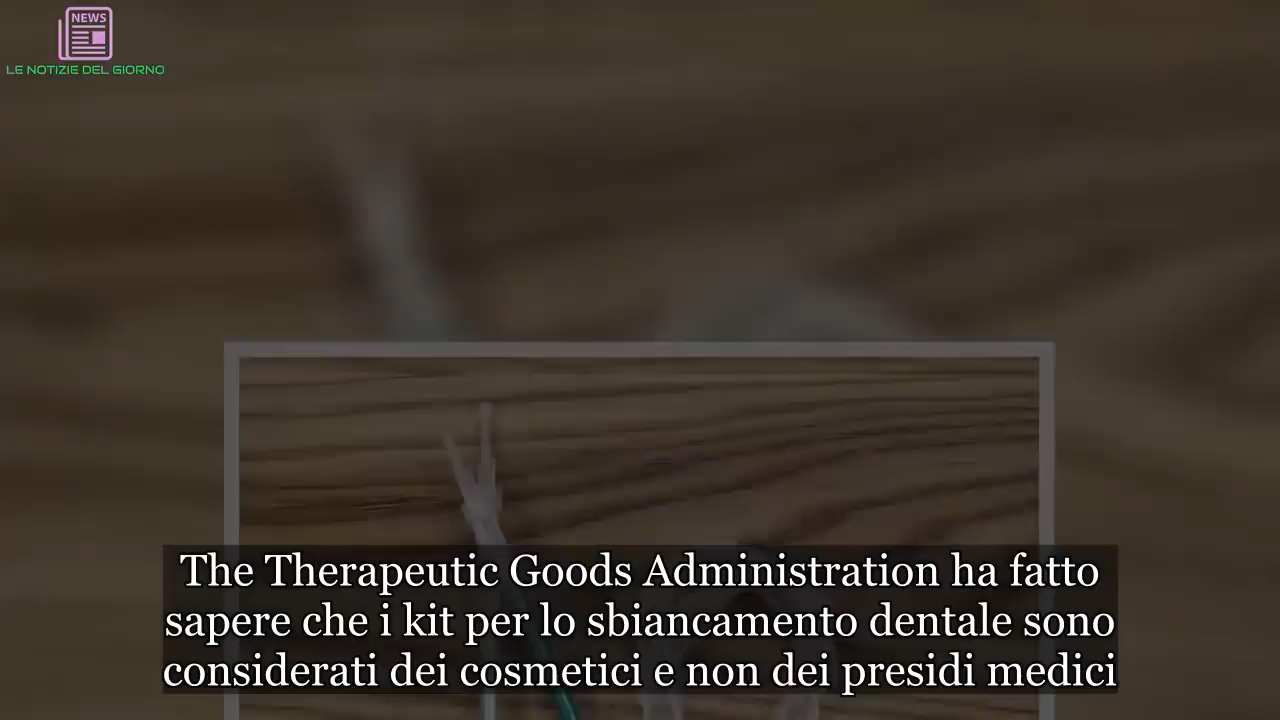 NEWS
LE NOTIZIE DEL GIORNO
The Therapeutic Goods Administration ha fatto
sapere che i kit per lo sbiancamento dentale sono
considerati dei cosmetici e non dei presidi medici